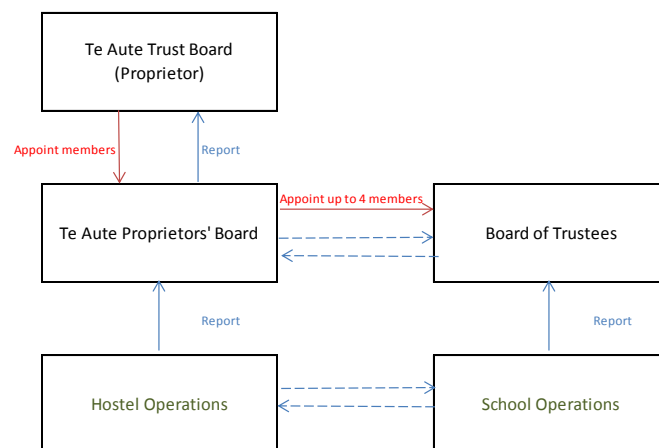 Te Aute Trust Board
(Proprietor)
Appoint members
Report
Appoint up to 4 members
Te Aute Proprietors' Board
Board of Trustees
Report
Report
Hostel Operations
School Operations